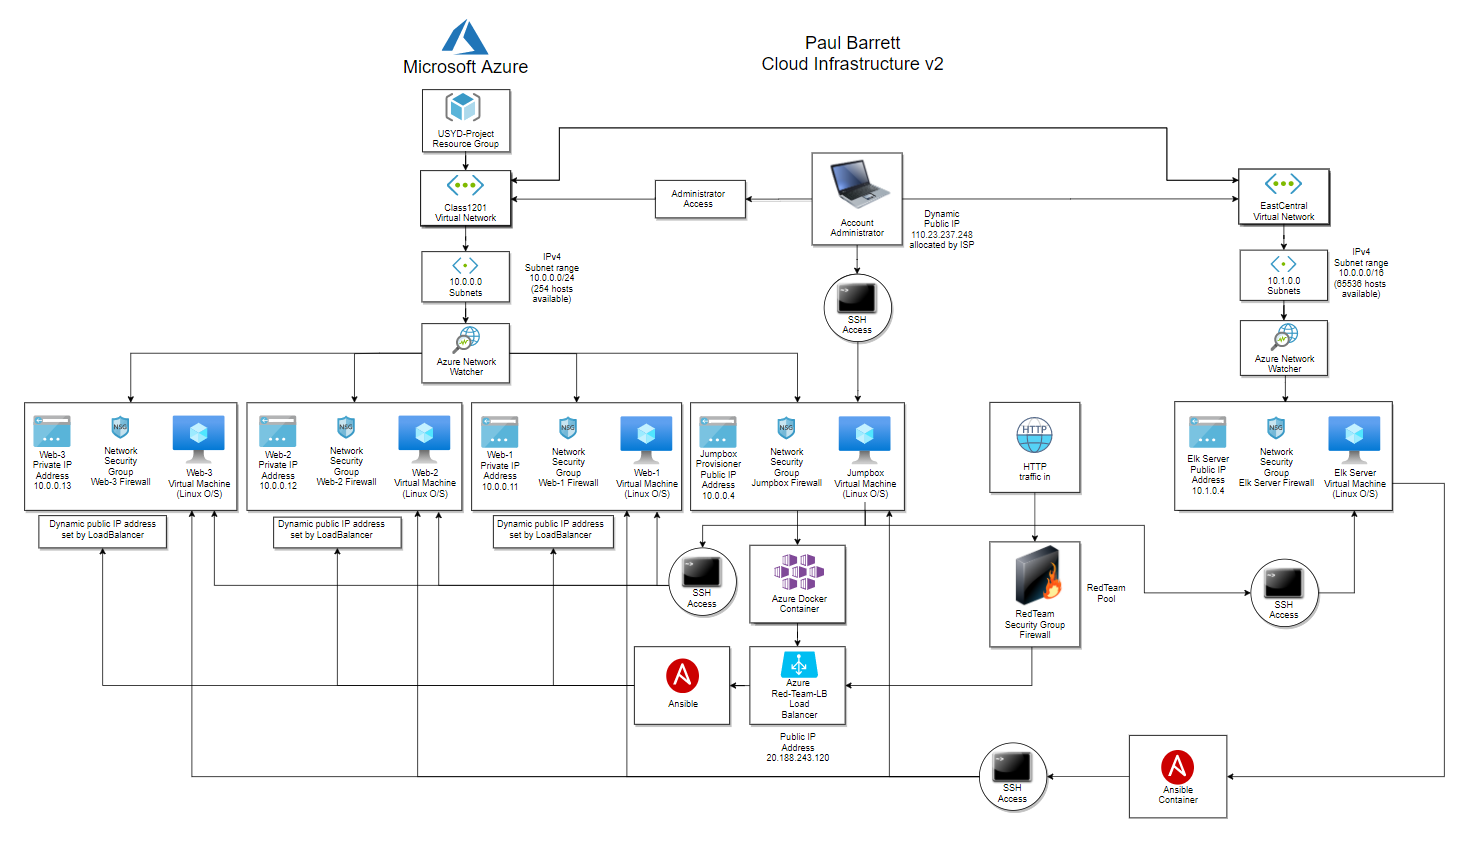 Microsoft Azure
Paul Barrett
Cloud Infrastructure v2
USYD-Project
Resource Group
Class1201
Virtual Network
Administrator
Access
Account
Administrator
Dynamic
Public IP
110.23.237.248
allocated by ISP
EastCentral
Virtual Network
10.0.0.0
Subnets
IPv4
Subnet range
10.0.0.0/24
(254 hosts
available)
SSH
Access
10.1.0.0
Subnets
IPv4
Subnet range
10.0.0.0/16
(65536 hosts
available)
Azure Network
Watcher
Azure Network
Watcher
Web-3
Private IP
Address
10.0.0.13
NSG
Network
Security
Group
Web-3 Firewall
Web-3
Virtual Machine
(Linux O/S)
Web-2
Private IP
Address
10.0.0.12
NSG
Network
Security
Group
Web-2 Firewall
Web-2
Virtual Machine
(Linux O/S)
Web-1
Private IP
Address
10.0.0.11
NSG
Network
Security
Group
Web-1 Firewall
Web-1
Virtual Machine
(Linux O/S)
Jumpbox
Provisioner
Public IP
Address
10.0.0.4
NSG
Network
Security
Group
Jumpbox Firewall
Jumpbox
Virtual Machine
(Linux O/S)
HTTP
HTTP
traffic in
Elk Server
Public IP
Address
10.1.0.4
NSG
Network
Security
Group
Elk Server Firewall
Elk Server
Virtual Machine
(Linux O/S)
Dynamic public IP address
set by LoadBalancer
Dynamic public IP address
set by LoadBalancer
Dynamic public IP address
set by LoadBalancer
SSH
Access
Azure Docker
Container
RedTeam
Security Group
Firewall
RedTeam
Pool
SSH
Access
Ansible
Azure
Red-Team-LB
Load
Balancer
Public IP
Address
20.188.243.120
SSH
Access
Ansible
Container